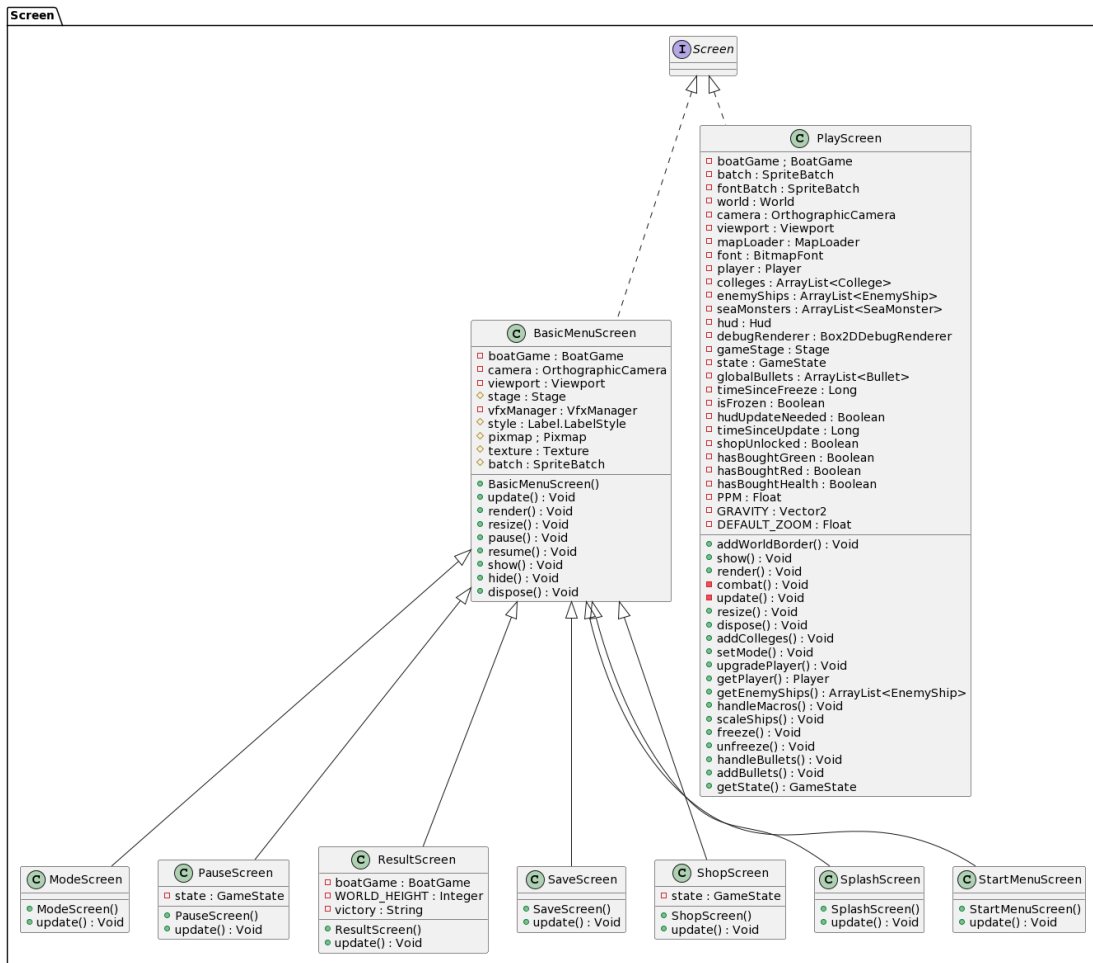 Screen
I Screen
C PlayScreen
boatGame ; BoatGame
batch : SpriteBatch
fontBatch : SpriteBatch
world : World
camera : OrthographicCamera
viewport : Viewport
mapLoader : MapLoader
font : BitmapFont
player : Player
colleges : ArrayList<College>
enemyShips : ArrayList<EnemyShip>
seaMonsters : ArrayList<SeaMonster>
hud : Hud
debugRenderer : Box2DDebugRenderer
gameStage : Stage
state : GameState
globalBullets : ArrayList<Bullet>
timeSinceFreeze : Long
isFrozen : Boolean
hudUpdateNeeded : Boolean
timeSinceUpdate : Long
shopUnlocked : Boolean
hasBoughtGreen : Boolean
hasBoughtRed : Boolean
hasBoughtHealth : Boolean
PPM : Float
GRAVITY : Vector2
DEFAULT_ZOOM : Float
addWorldBorder() : Void
show() : Void
render() : Void
combat() : Void
update() : Void
resize() : Void
dispose() : Void
addColleges() : Void
setMode() : Void
upgradePlayer() : Void
getPlayer() : Player
getEnemyShips() : ArrayList<EnemyShip>
handleMacros() : Void
scaleShips() : Void
freeze() : Void
unfreeze() : Void
handleBullets() : Void
addBullets() : Void
getState() : GameState
C BasicMenuScreen
boatGame : BoatGame
camera : OrthographicCamera
viewport : Viewport
stage : Stage
vfxManager : VfxManager
style : Label.LabelStyle
pixmap ; Pixmap
texture : Texture
batch : SpriteBatch
BasicMenuScreen()
update() : Void
render() : Void
resize() : Void
pause() : Void
resume() : Void
show() : Void
hide() : Void
dispose() : Void
C ModeScreen
ModeScreen()
update() : Void
C PauseScreen
state : GameState
PauseScreen()
update() : Void
C ResultScreen
boatGame : BoatGame
WORLD_HEIGHT : Integer
victory : String
ResultScreen()
update() : Void
C SaveScreen
SaveScreen()
update() : Void
C ShopScreen
state : GameState
ShopScreen()
update() : Void
C SplashScreen
SplashScreen()
update() : Void
C StartMenuScreen
StartMenuScreen()
update() : Void